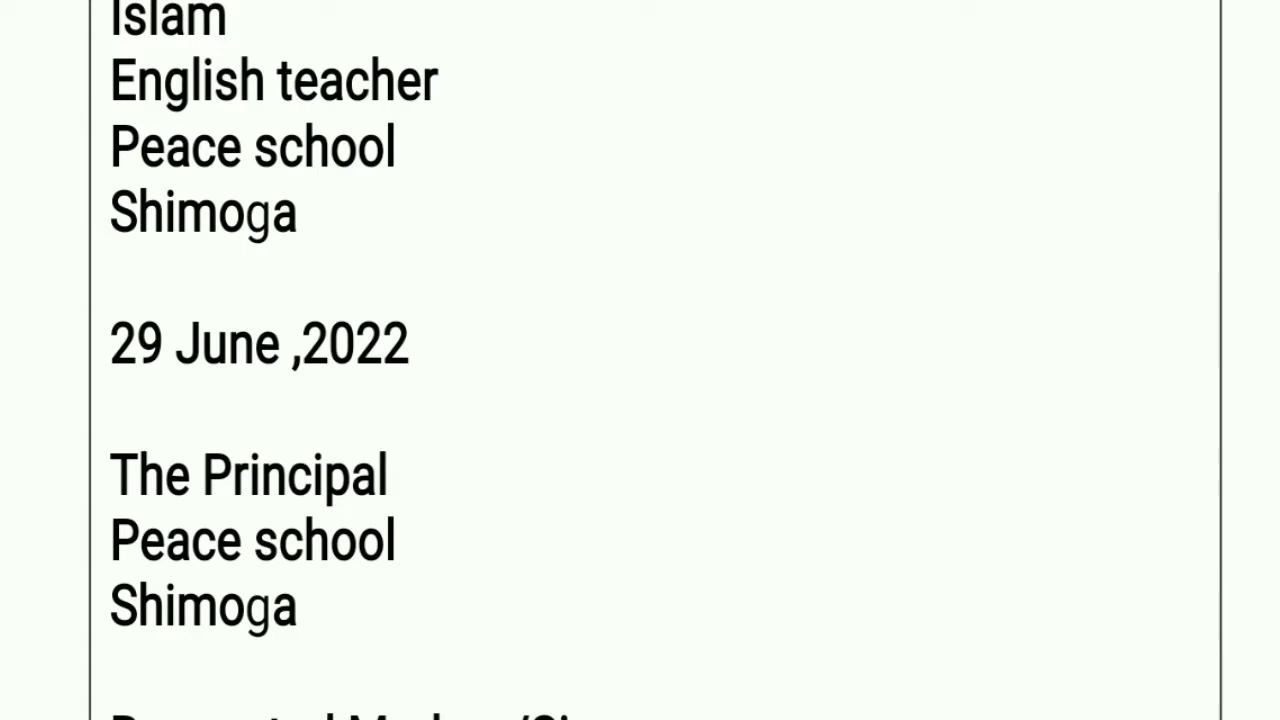 Islam
English teacher
Peace school
Shimoga
29 June ,2022
The Principal
Peace school
Shimoga